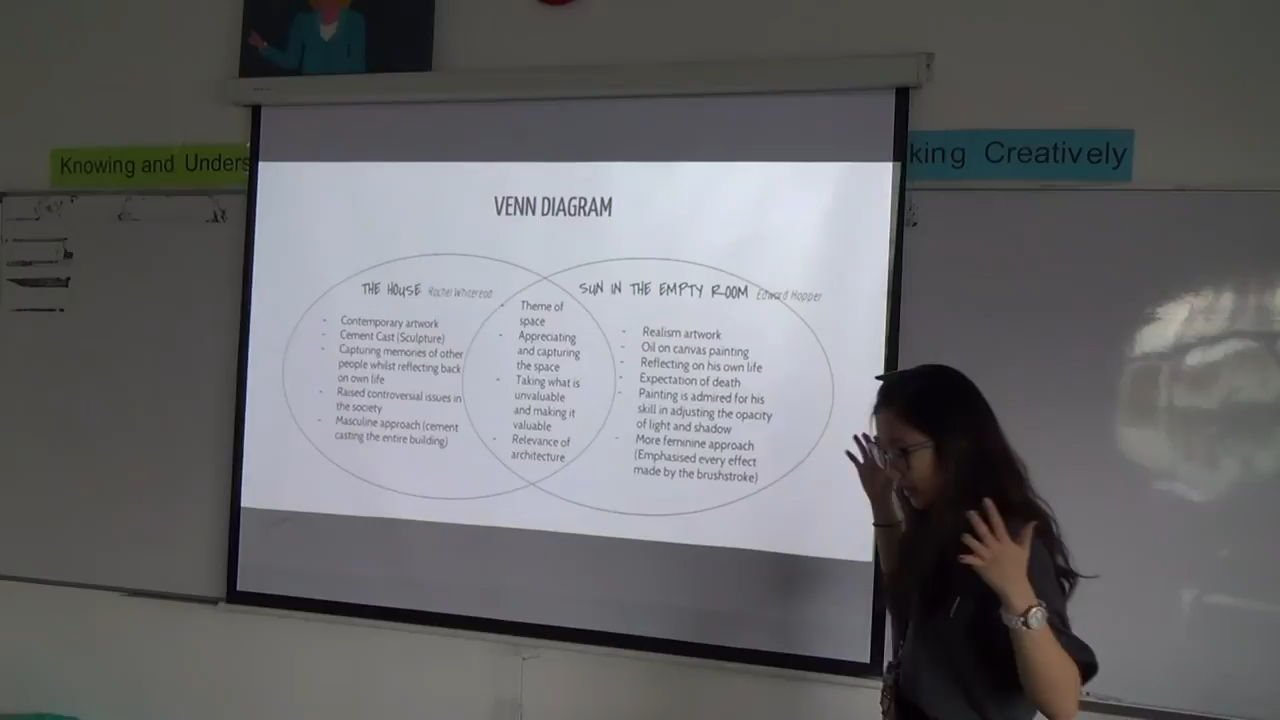 Knowing and Unders
king Creatively
VENN DIAGRAM
THE HOUSE Rachel Whiteread
- Contemporary artwork
- Cement Cast (Sculpture)
- Capturing memories of other
people whilst reflecting back
on own life
- Raised controversial issues in
the society
- Masculine approach (cement
casting the entire building)
- Theme of
space
- Appreciating
and capturing
the space
- Taking what is
unvaluable
and making it
valuable
- Relevance of
architecture
SUN IN THE EMPTY ROOM Edward Hopper
- Realism artwork
- Oil on canvas painting
- Reflecting on his own life
- Expectation of death
- Painting is admired for his
skill in adjusting the opacity
of light and shadow
- More feminine approach
(Emphasised every effect
made by the brushstroke)